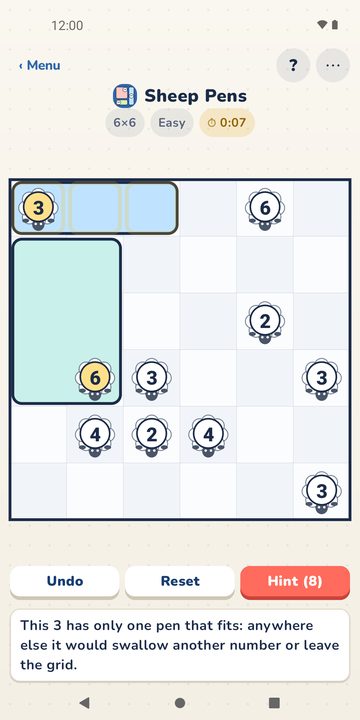 12:00
‹ Menu
?
...
Sheep Pens
6×6
Easy
0:07
3
6
2
6
3
3
4
2
4
3
Undo
Reset
Hint (8)
This 3 has only one pen that fits: anywhere
else it would swallow another number or leave
the grid.